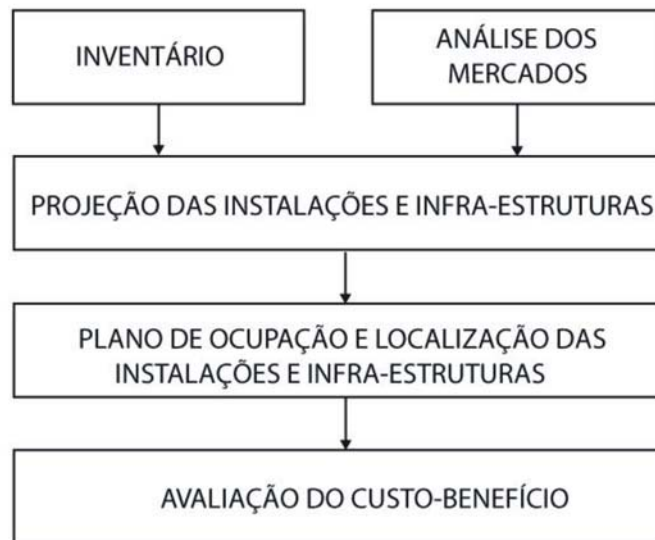 INVENTÁRIO
ANÁLISE DOS
MERCADOS
PROJEÇÃO DAS INSTALAÇÕES E INFRA-ESTRUTURAS
PLANO DE OCUPAÇÃO E LOCALIZAÇÃO DAS
INSTALAÇÕES E INFRA-ESTRUTURAS
AVALIAÇÃO DO CUSTO-BENEFÍCIO